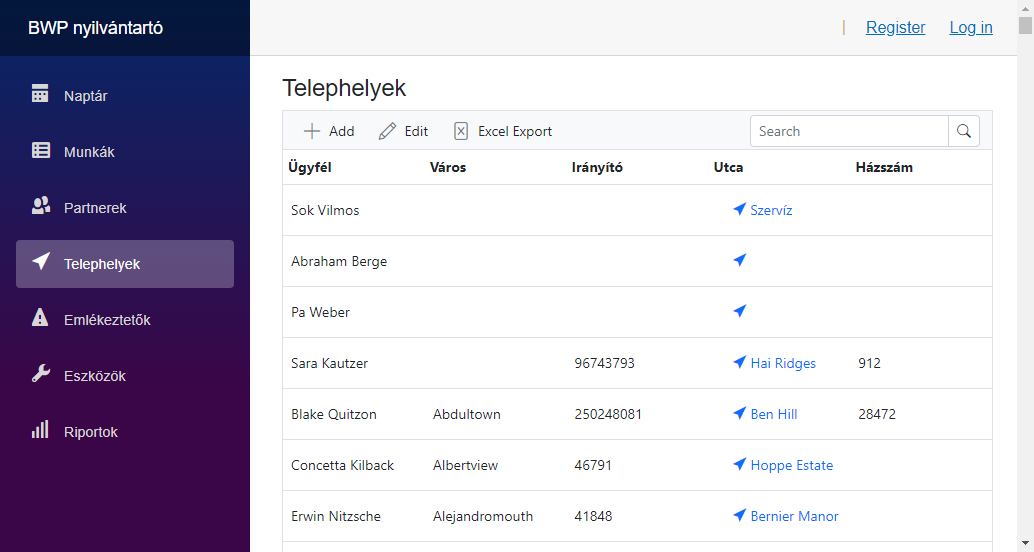 BWP nyilvántartó
| Register Log in
Naptár
Munkák
Partnerek
Telephelyek
Emlékeztetők
Eszközök
Riportok
Telephelyek
Add Edit Excel Export Search
Ügyfél Város Irányító Utca Házszám
Sok Vilmos Szervíz
Abraham Berge
Pa Weber
Sara Kautzer 96743793 Hai Ridges 912
Blake Quitzon Abdultown 250248081 Ben Hill 28472
Concetta Kilback Albertview 46791 Hoppe Estate
Erwin Nitzsche Alejandromouth 41848 Bernier Manor